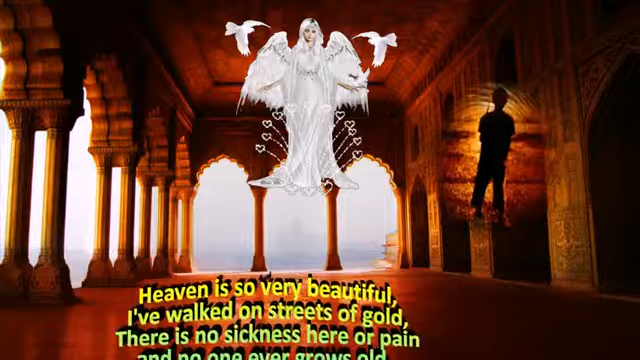 Heaven is so very beautiful,
I've walked on streets of gold,
There is no sickness here or pain
and no one ever grows old